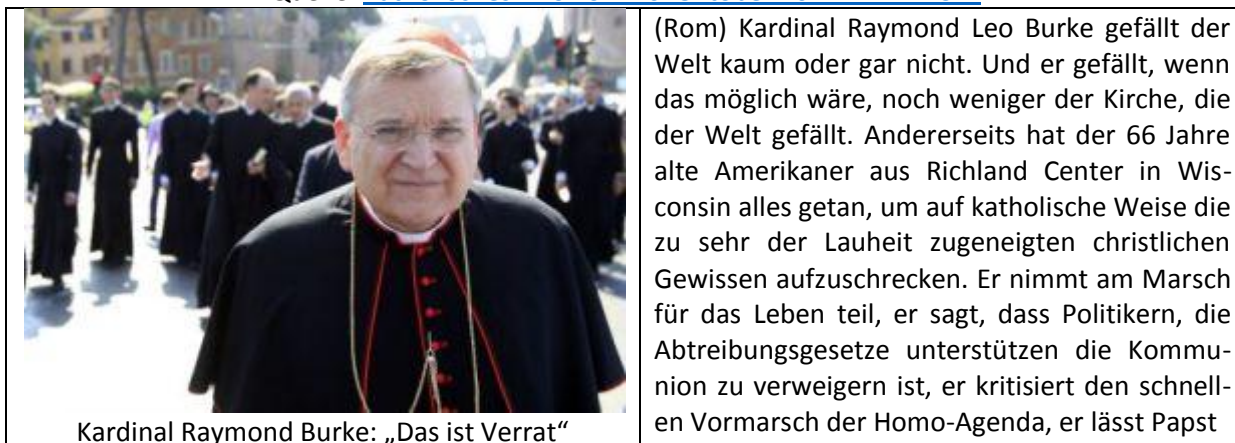 Kardinal Raymond Burke: „Das ist Verrat“
(Rom) Kardinal Raymond Leo Burke gefällt der
Welt kaum oder gar nicht. Und er gefällt, wenn
das möglich wäre, noch weniger der Kirche, die
der Welt gefällt. Andererseits hat der 66 Jahre
alte Amerikaner aus Richland Center in Wis-
consin alles getan, um auf katholische Weise die
zu sehr der Lauheit zugeneigten christlichen
Gewissen aufzuschrecken. Er nimmt am Marsch
für das Leben teil, er sagt, dass Politikern, die
Abtreibungsgesetze unterstützen die Kommu-
nion zu verweigern ist, er kritisiert den schnell-
en Vormarsch der Homo-Agenda, er lässt Papst